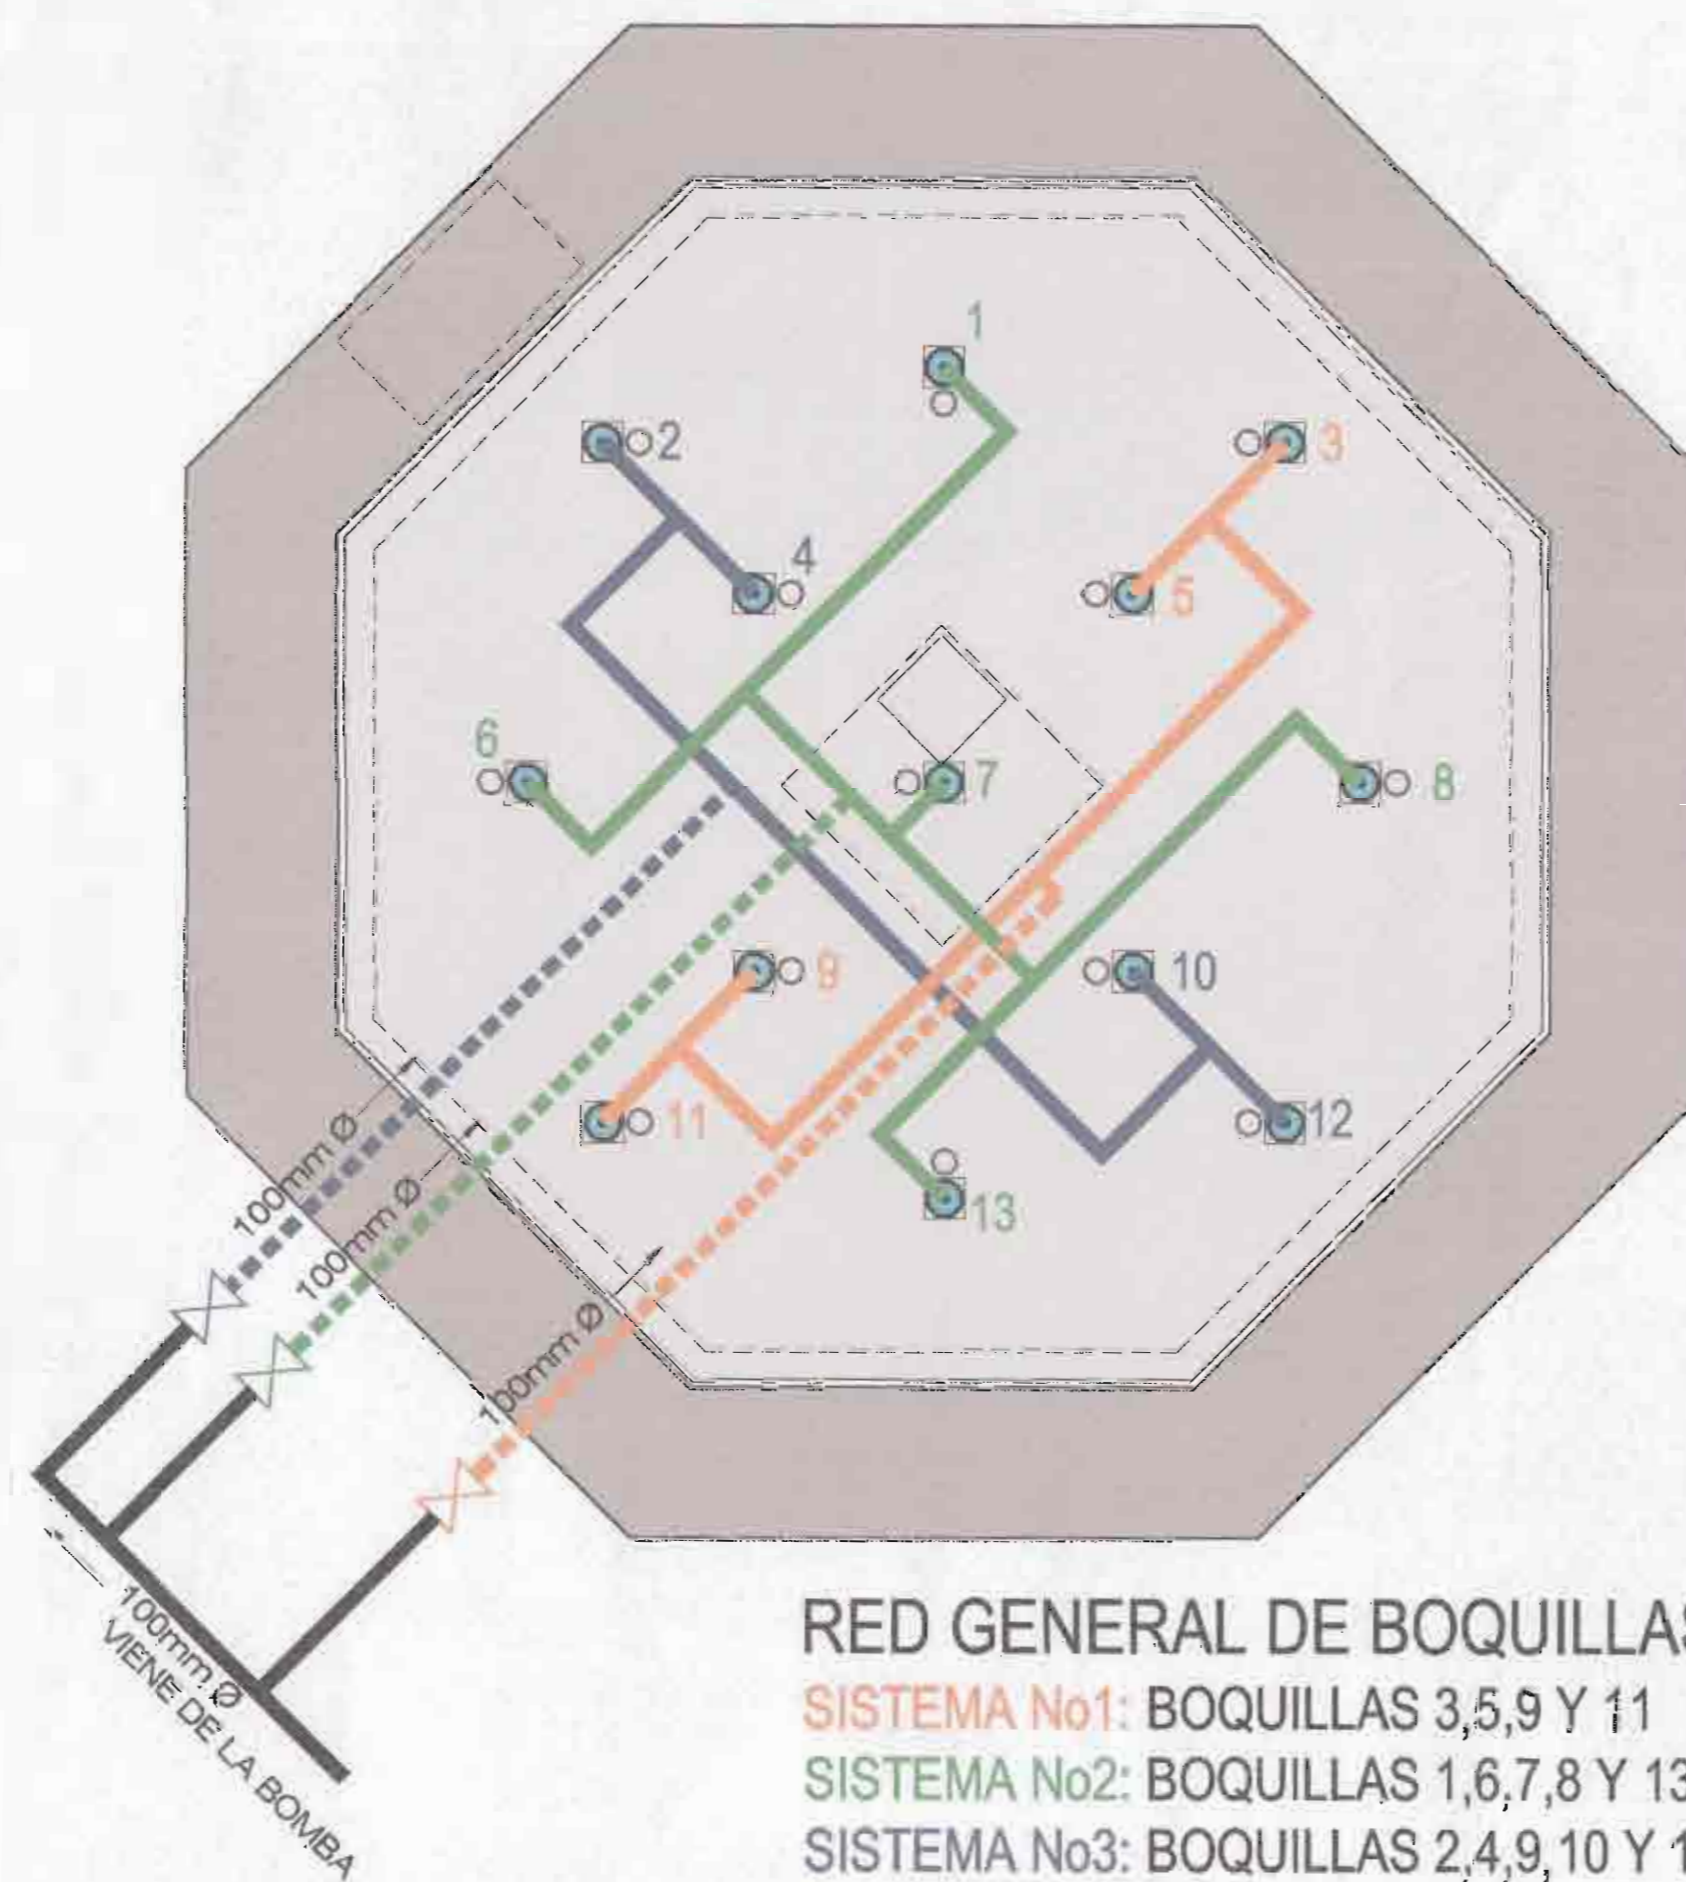 1
2
3
4
5
6
7
8
9
10
11
12
13
100mm Ø
100mm Ø
100mm Ø
100mm Ø
VIENE DE LA BOMBA
RED GENERAL DE BOQUILLAS
SISTEMA No1: BOQUILLAS 3,5,9 Y 11
SISTEMA No2: BOQUILLAS 1,6,7,8 Y 13
SISTEMA No3: BOQUILLAS 2,4,9,10 Y 1